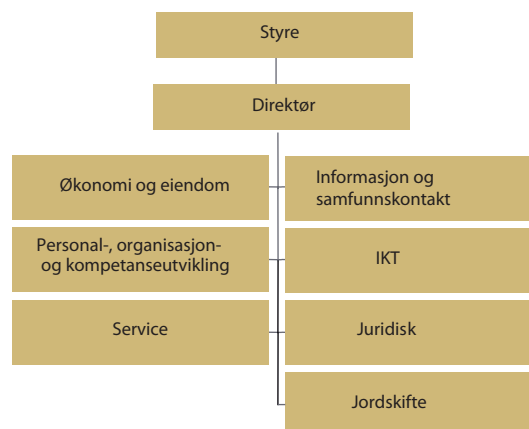 Styre
Direktør
Økonomi og eiendom
Informasjon og
samfunnskontakt
Personal-, organisasjon-
og kompetanseutvikling
IKT
Service
Juridisk
Jordskifte